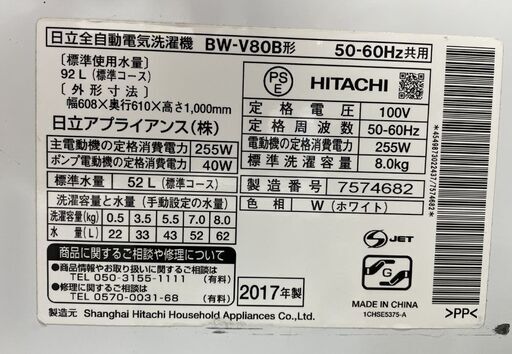 日立全自動電気洗濯機 BW-V80B形 50-60Hz共用
〔標準使用水量〕
92L(標準コース)
〔外形寸法〕
幅608×奥行610×高さ1,000mm
日立アプライアンス(株)
主電動機の定格消費電力 255W
ポンプ電動機の定格消費電力 40W
標準水量 52L(標準コース)
洗濯容量と水量(手動設定の水量)
洗濯容量(kg) 0.5 3.5 5.5 7.0 8.0
水量(L) 22 33 43 52 62
商品に関するご相談や修理について
●商品情報やお取り扱いに関するご相談
TEL 050-3155-1111 (有料)
●修理に関するご相談
TEL 0570-0031-68 (有料)
2017年製
製造元 Shanghai Hitachi Household Appliances Co.,Ltd.
PS
E
HITACHI
定格電圧 100V
定格周波数 50-60Hz
電動機の定格消費電力 255W
標準洗濯容量 8.0kg
製造番号 7574682
色相 W(ホワイト)
S JET
G
MADE IN CHINA
1CHSE5375-A
>PP<